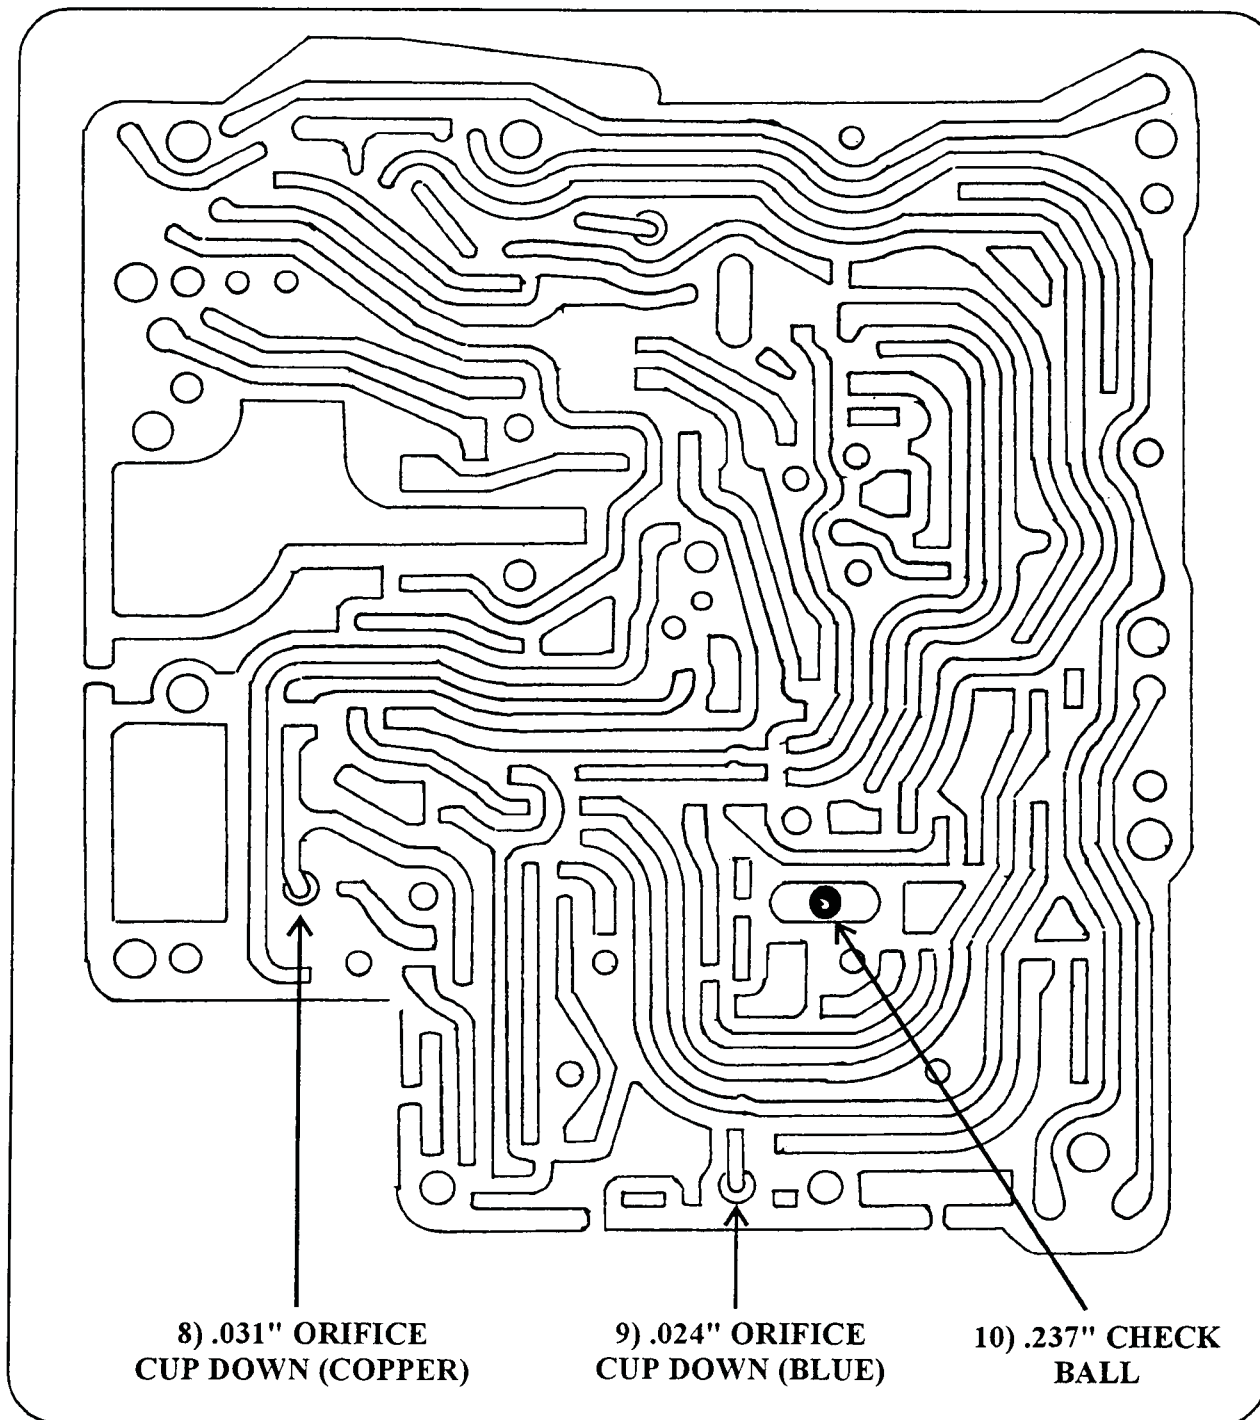 8) .031" ORIFICE
CUP DOWN (COPPER)
9) .024" ORIFICE
CUP DOWN (BLUE)
10) .237" CHECK
BALL